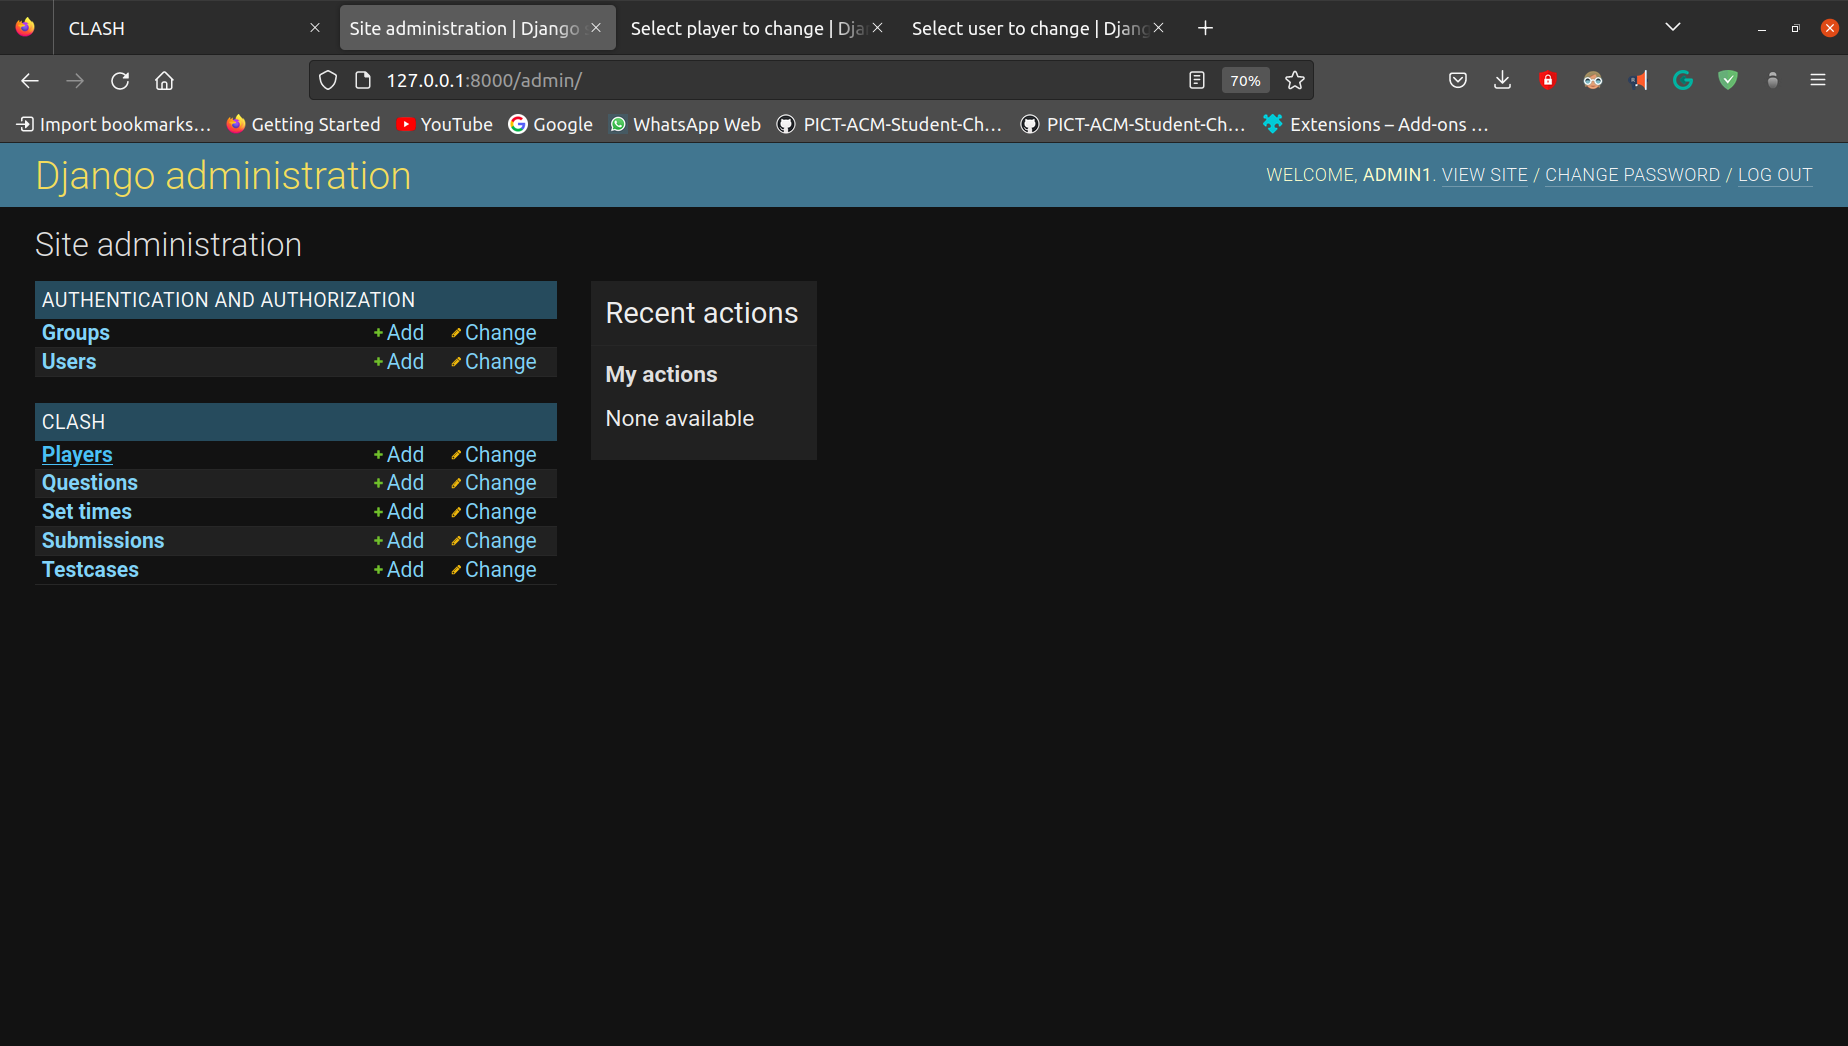 CLASH
Site administration | Django
Select player to change | Dja
Select user to change | Djang
127.0.0.1:8000/admin/
70%
Import bookmarks...
Getting Started
YouTube
Google
WhatsApp Web
PICT-ACM-Student-Ch...
PICT-ACM-Student-Ch...
Extensions – Add-ons ...
Django administration
WELCOME, ADMIN1. VIEW SITE / CHANGE PASSWORD / LOG OUT
Site administration
AUTHENTICATION AND AUTHORIZATION
Groups Add Change
Users Add Change
CLASH
Players Add Change
Questions Add Change
Set times Add Change
Submissions Add Change
Testcases Add Change
Recent actions
My actions
None available